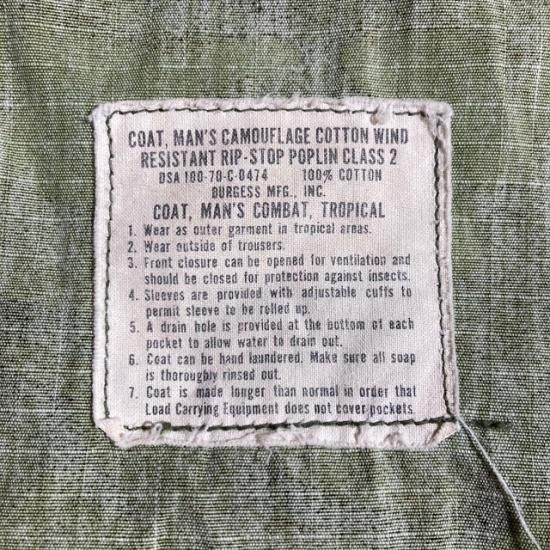 COAT, MAN'S CAMOUFLAGE COTTON WIND
RESISTANT RIP-STOP POPLIN CLASS 2
DSA 100-70-C-0474 100% COTTON
BURGESS MFG., INC.
COAT, MAN'S COMBAT, TROPICAL
1. Wear as outer garment in tropical areas.
2. Wear outside of trousers.
3. Front closure can be opened for ventilation and
should be closed for protection against insects.
4. Sleeves are provided with adjustable cuffs to
permit sleeve to be rolled up.
5. A drain hole is provided at the bottom of each
pocket to allow water to drain out.
6. Coat can be hand laundered. Make sure all soap
is thoroughly rinsed out.
7. Coat is made longer than normal in order that
Load Carrying Equipment does not cover pockets.